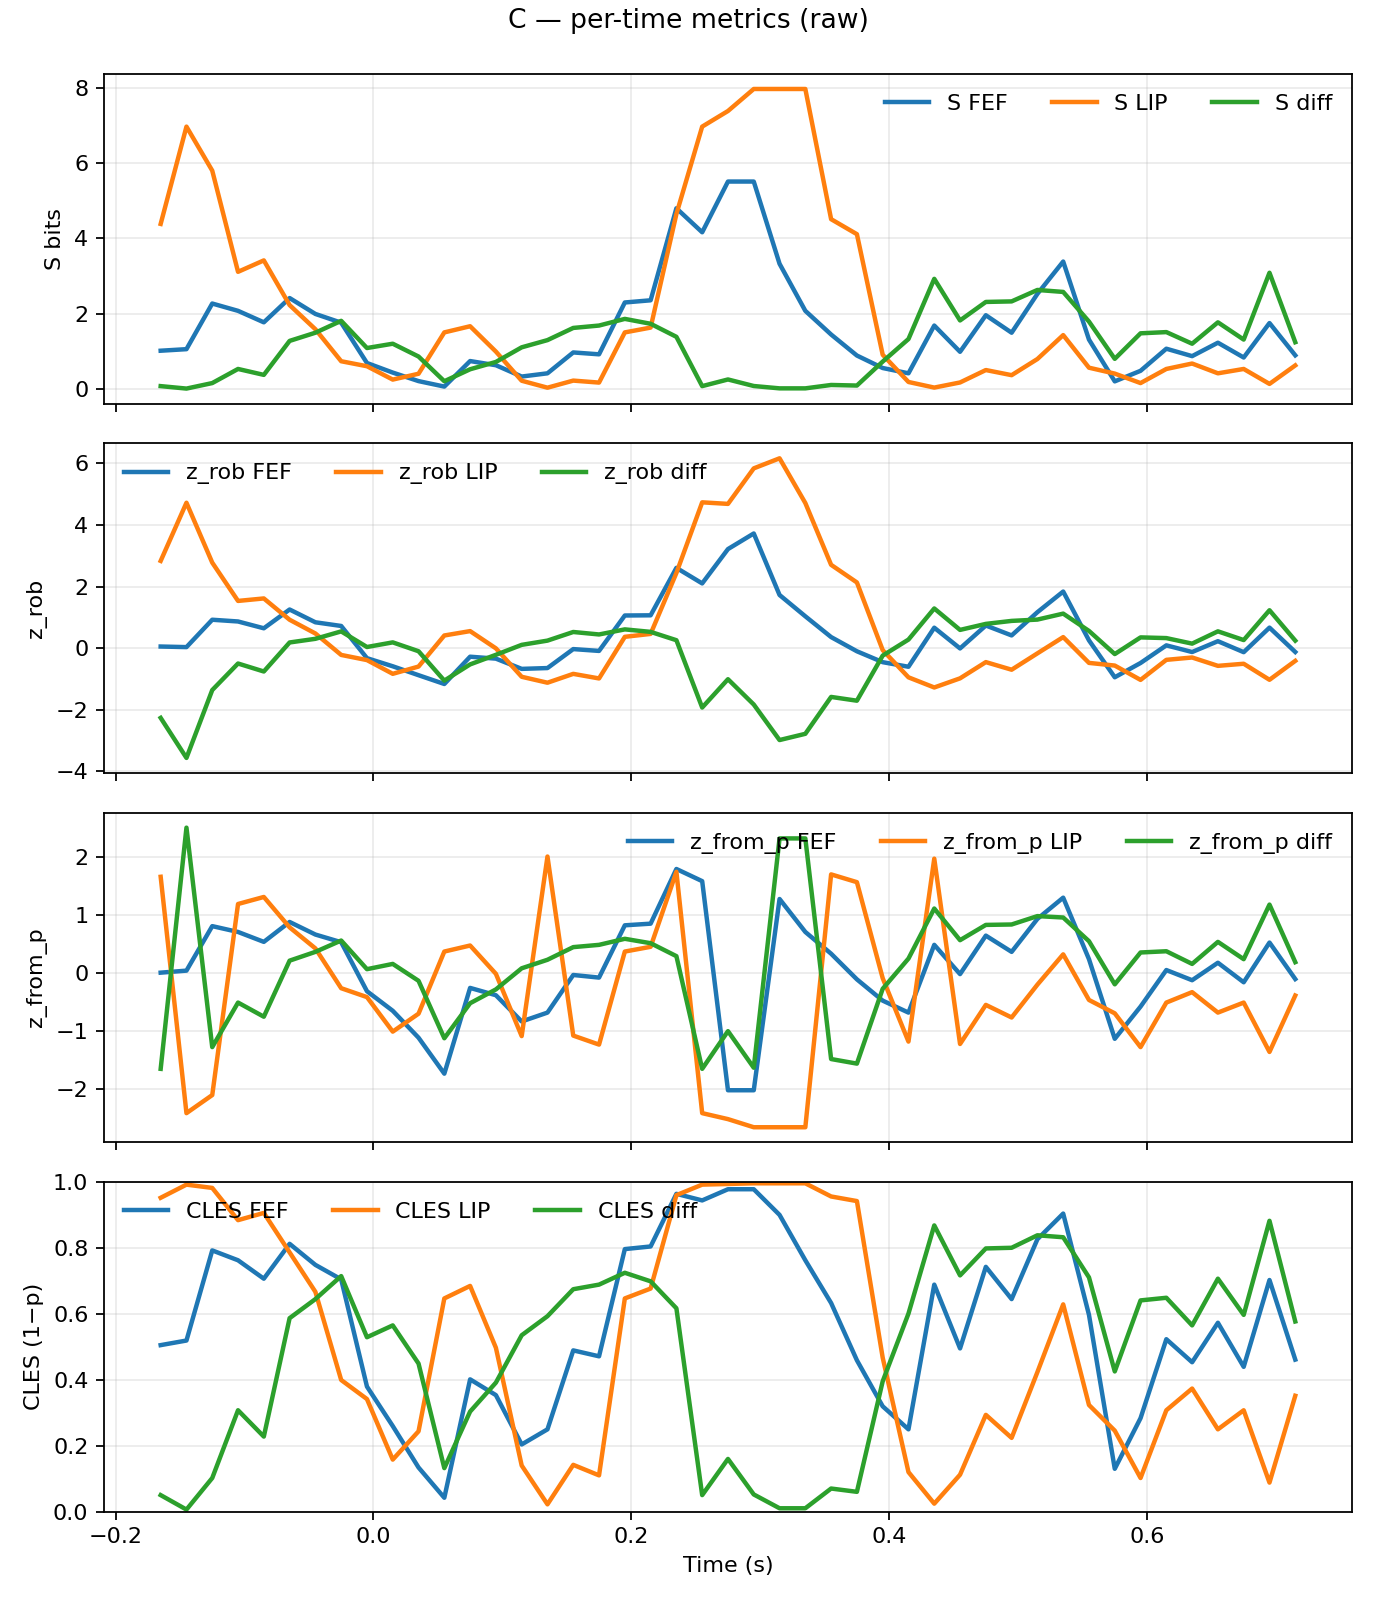 C — per-time metrics (raw)
8
6
4
2
0
S bits
S FEF
S LIP
S diff
6
4
2
0
−2
−4
z_rob
z_rob FEF
z_rob LIP
z_rob diff
2
1
0
−1
−2
z_from_p
z_from_p FEF
z_from_p LIP
z_from_p diff
1.0
0.8
0.6
0.4
0.2
0.0
CLES (1−p)
CLES FEF
CLES LIP
CLES diff
−0.2
0.0
0.2
0.4
0.6
Time (s)